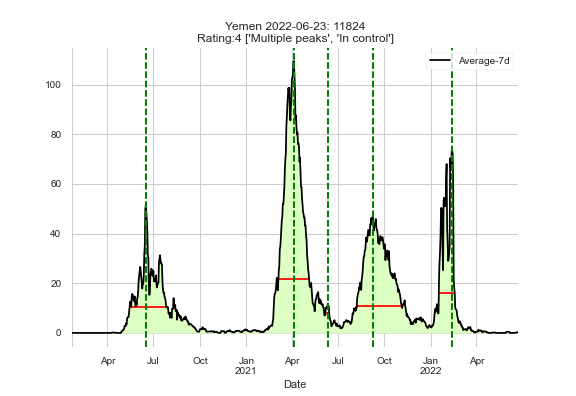 Yemen 2022-06-23: 11824
Rating:4 ['Multiple peaks', 'In control']
Average-7d
100
80
60
40
20
0
Apr Jul Oct Jan Apr Jul Oct Jan Apr
2021 2022
Date